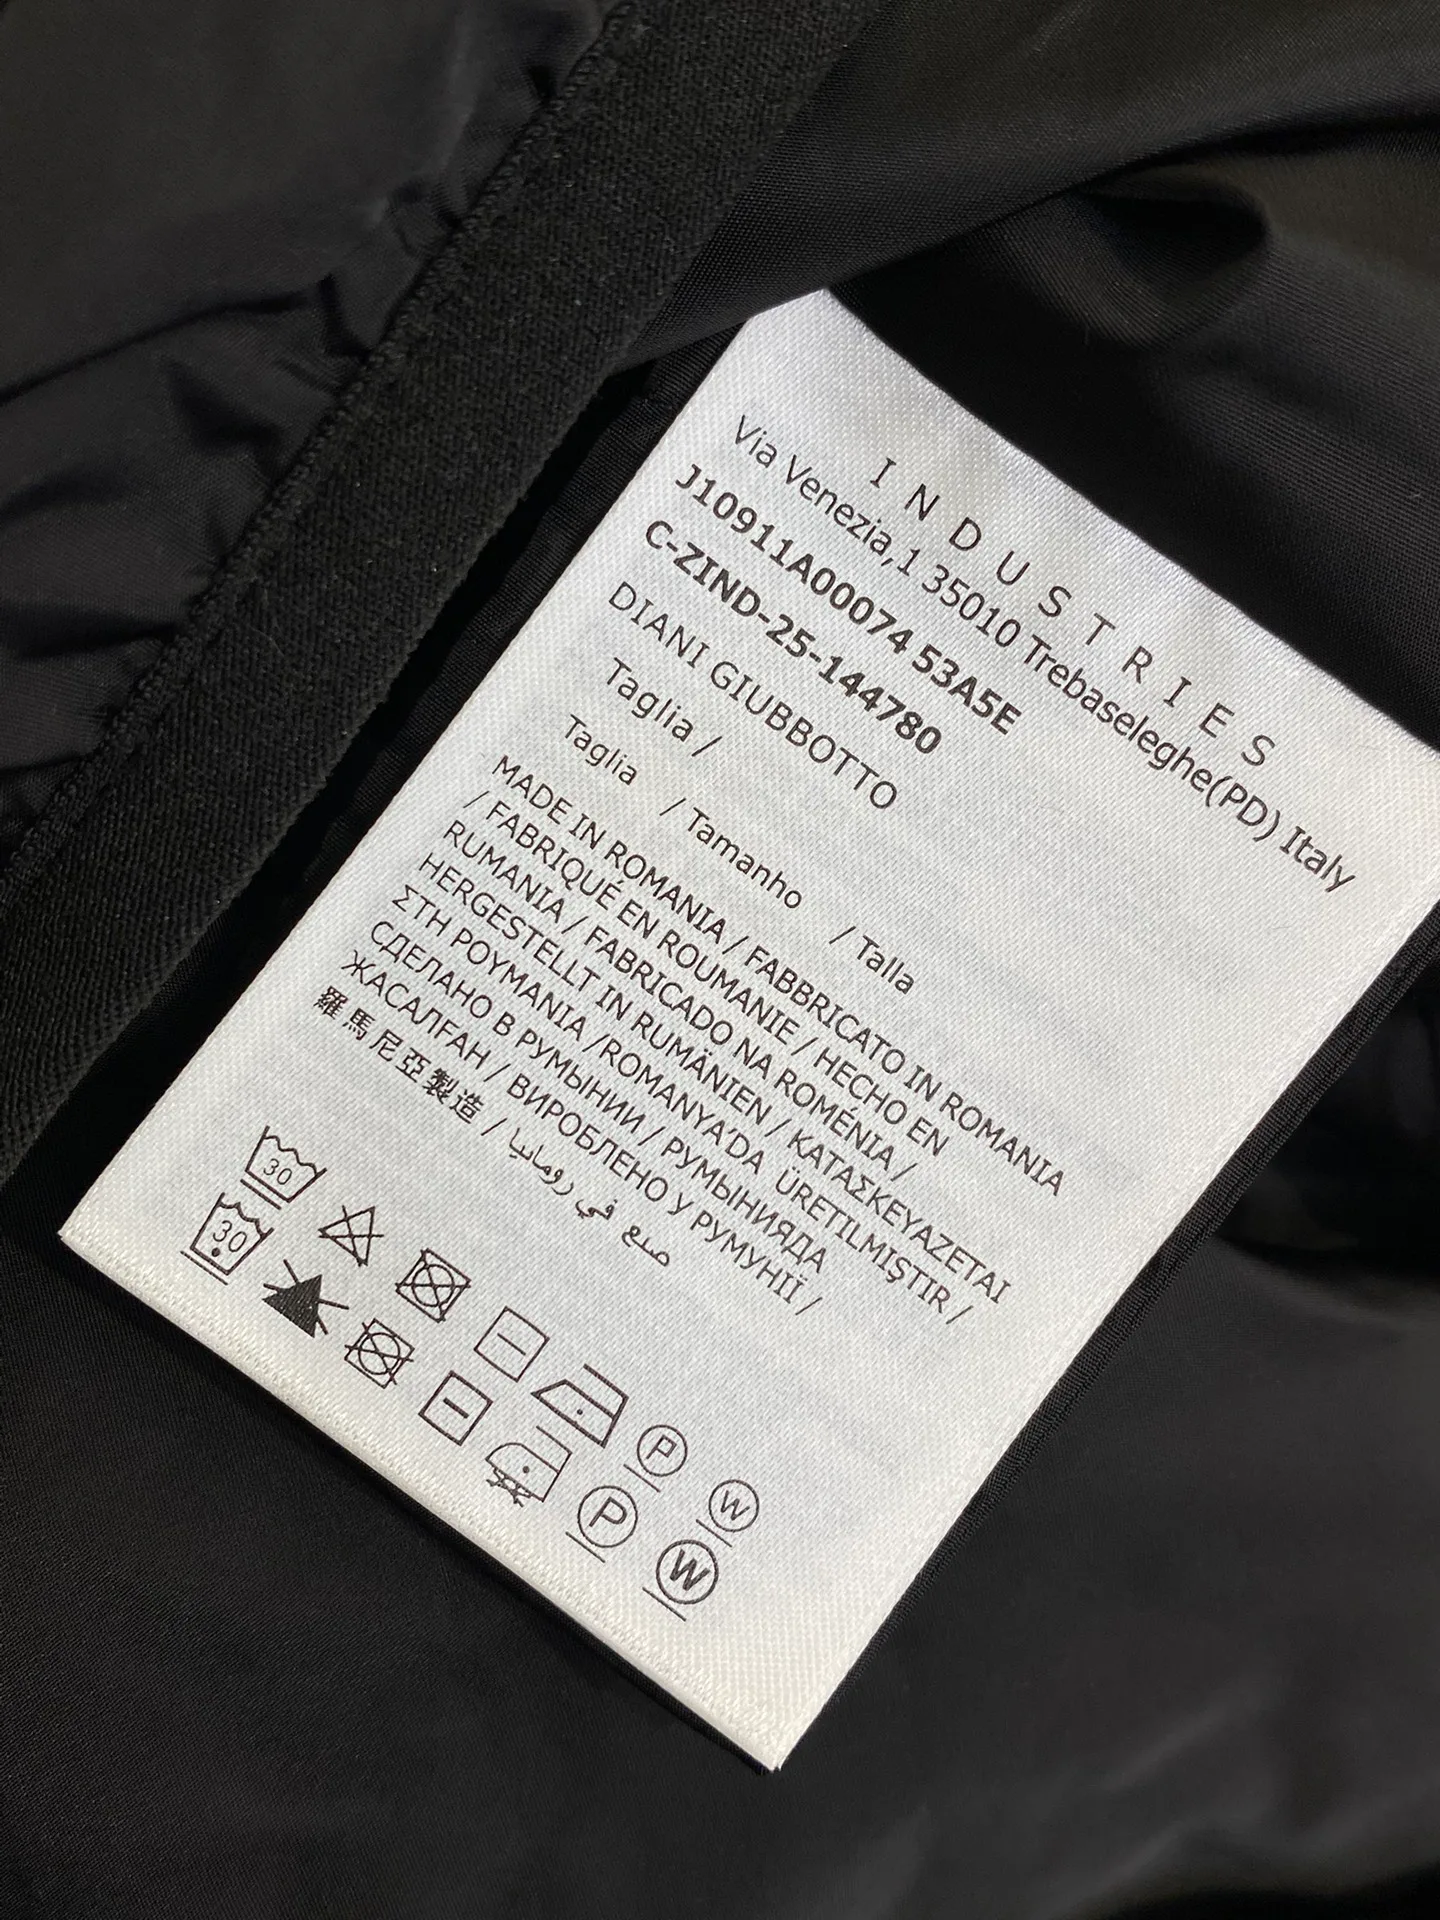 INDUSTRIES
Via Venezia,1 35010 Trebaseleghe(PD) Italy
J10911A00074 53A5E
C-ZIND-25-144780
DIANI GIUBBOTTO
Taglia /
Taglia / Tamanho / Talla
MADE IN ROMANIA / FABBRICATO IN ROMANIA
/ FABRIQUÉ EN ROUMANIE / HECHO EN
RUMANIA / FABRICADO NA ROMÉNIA /
HERGESTELLT IN RUMÄNIEN / ΚΑΤΑΣΚΕΥΑΖΕΤΑΙ
ΣΤΗ ΡΟΥΜΑΝΙΑ /ROMANYA'DA ÜRETILMIŞTIR /
СДЕЛАНО В РУМЫНИИ / РУМЫНИЯДА
ЖАСАЛҒАН / ВИРОБЛЕНО У РУМУНІЇ /
羅馬尼亞製造 / صنع في رومانيا
30 P W
30 P W